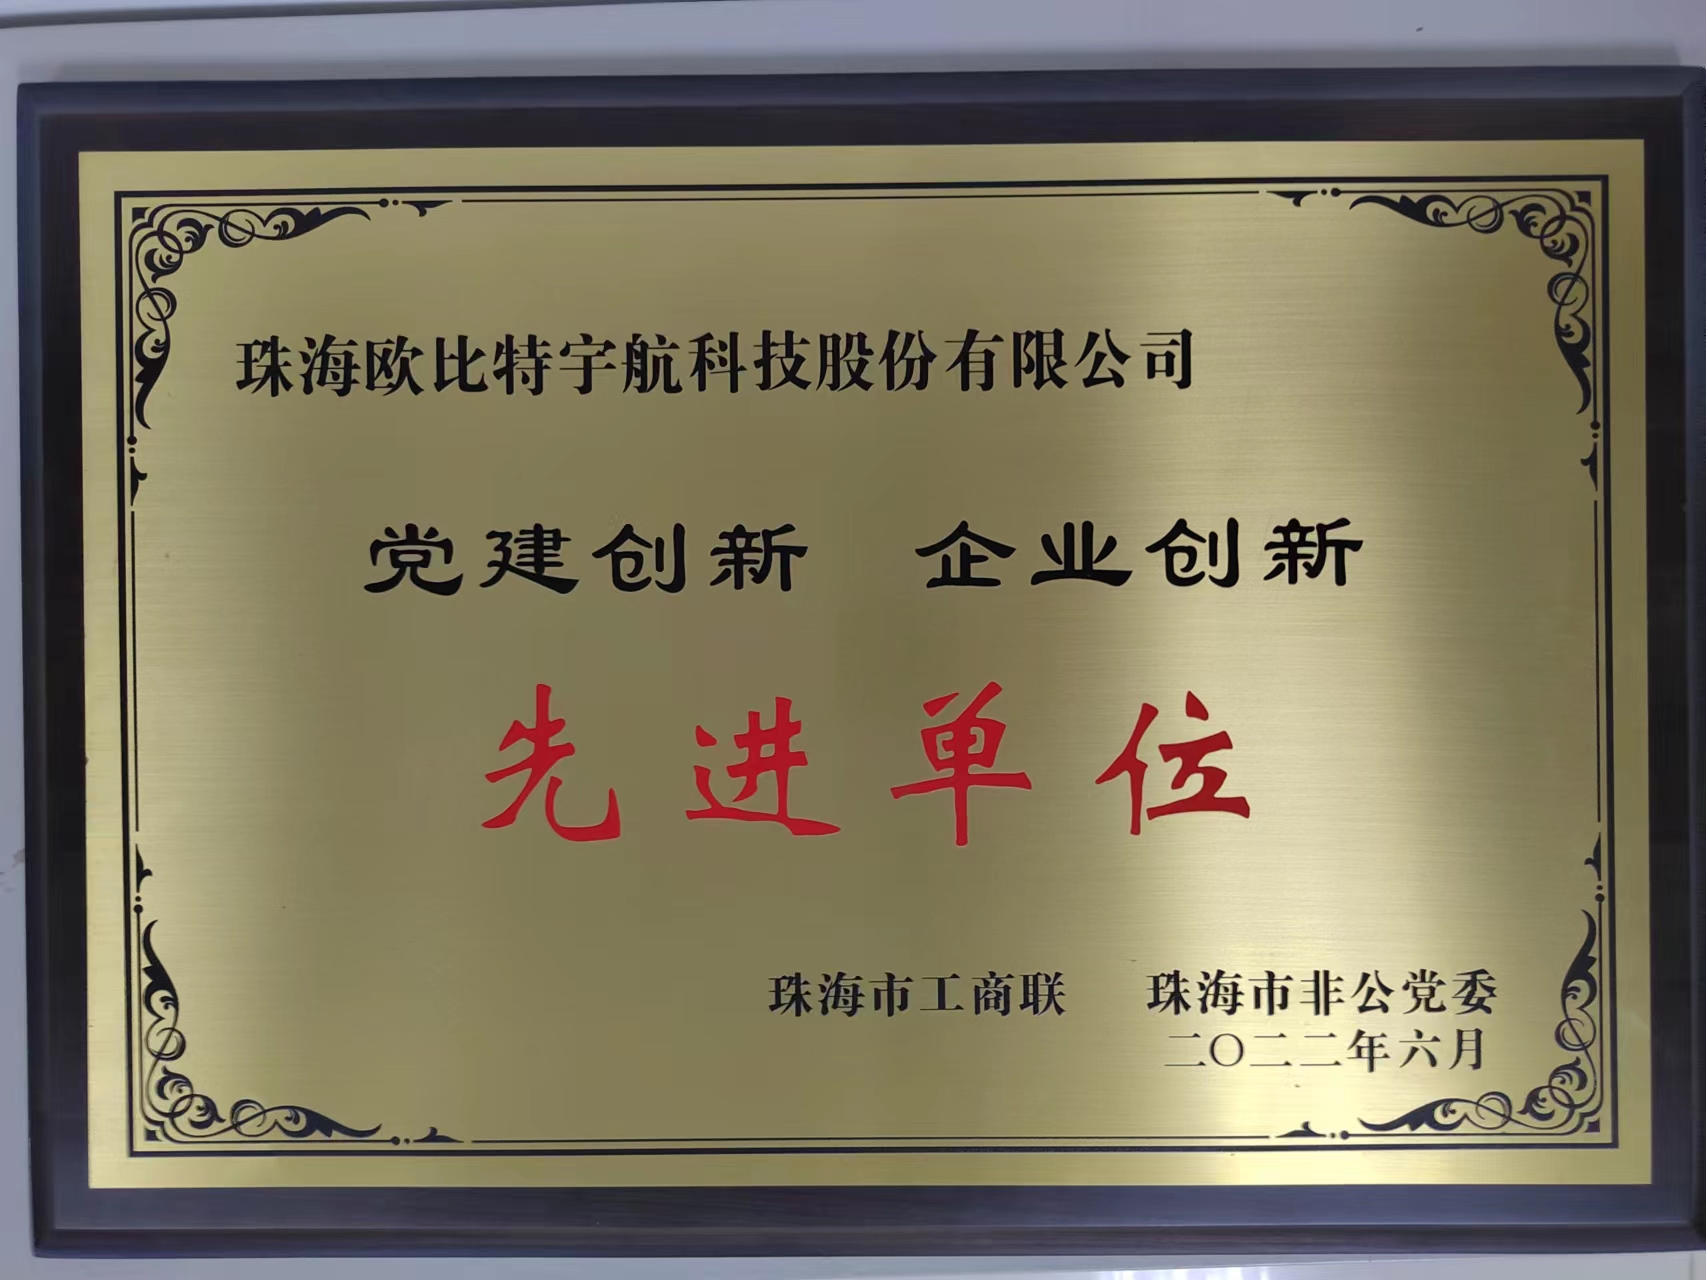 珠海欧比特宇航科技股份有限公司
党建创新 企业创新
先进单位
珠海市工商联 珠海市非公党委
二〇二二年六月